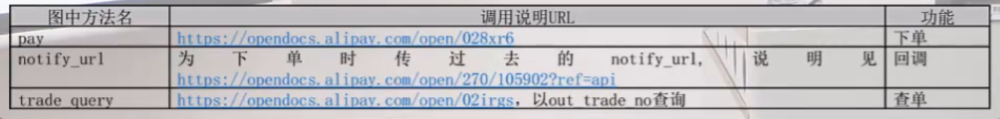 图中方法名 调用说明URL 功能
pay https://opendocs.alipay.com/open/028xr6 下单
notify_url 为下单时传过去的notify_url, 说明见 回调
https://opendocs.alipay.com/open/270/105902?ref=api
trade_query https://opendocs.alipay.com/open/02irgs, 以out_trade_no查询 查单